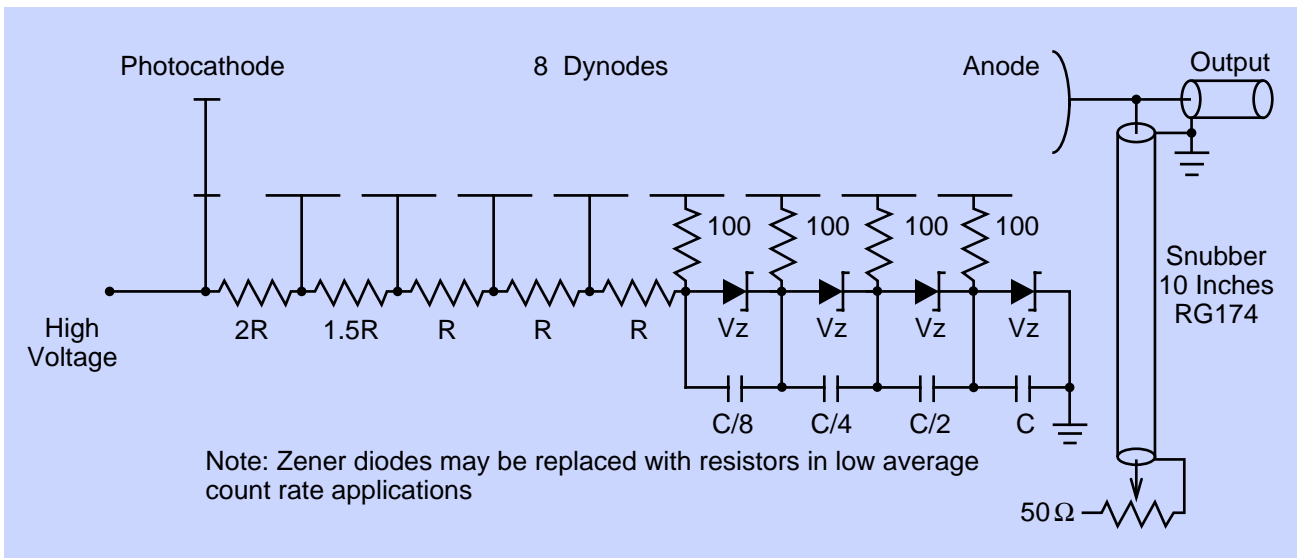 Photocathode
8 Dynodes
Anode
Output
100
100
100
100
High
Voltage
2R
1.5R
R
R
R
Vz
Vz
Vz
Vz
Snubber
10 Inches
RG174
C/8
C/4
C/2
C
Note: Zener diodes may be replaced with resistors in low average
count rate applications
50Ω